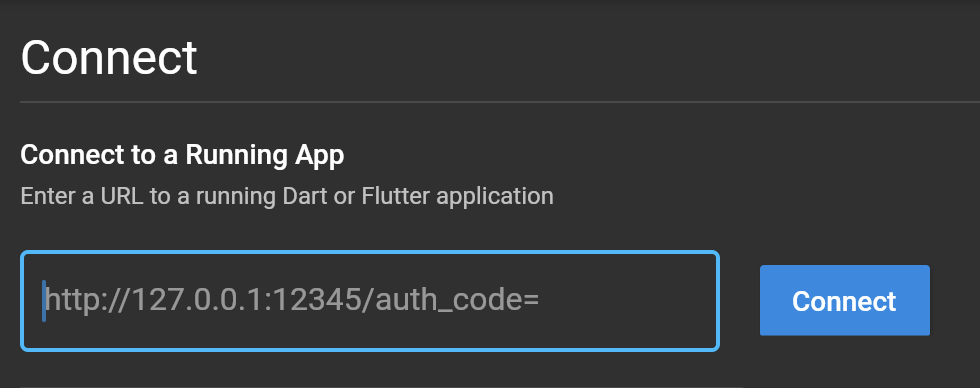 Connect
Connect to a Running App
Enter a URL to a running Dart or Flutter application
http://127.0.0.1:12345/auth_code=
Connect